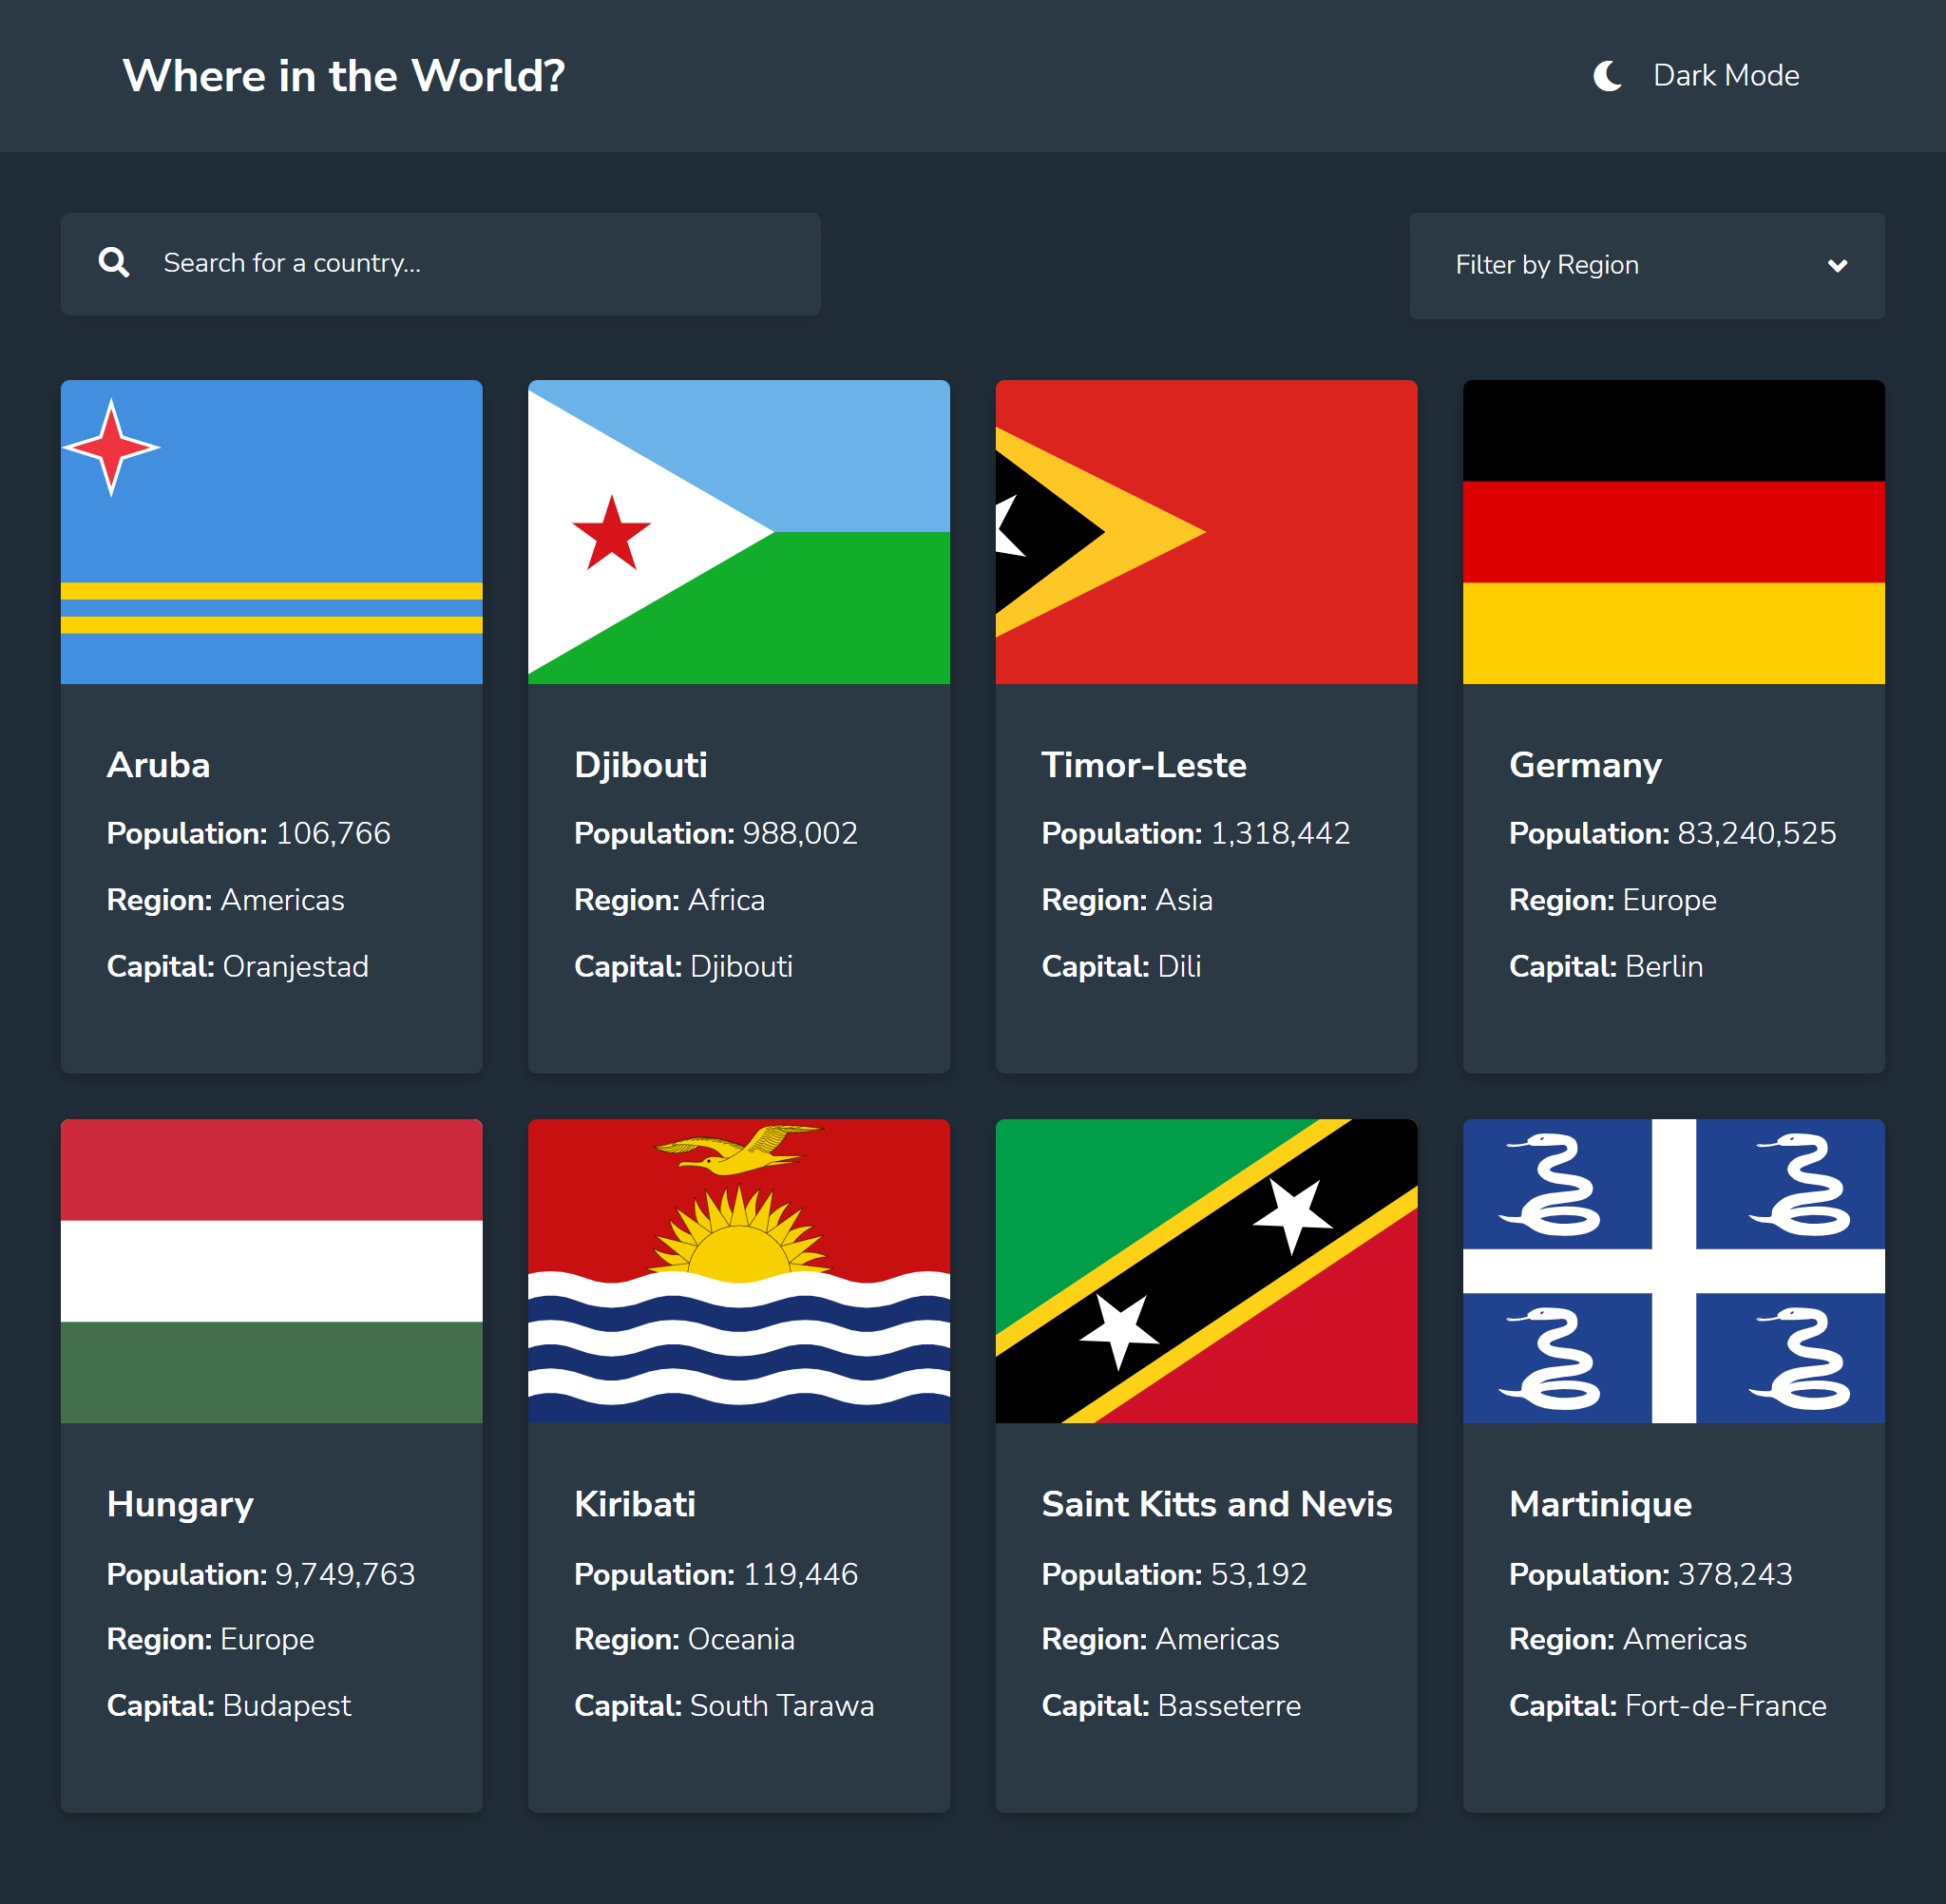 Where in the World?
Dark Mode
Search for a country...
Filter by Region
Aruba
Population: 106,766
Region: Americas
Capital: Oranjestad
Djibouti
Population: 988,002
Region: Africa
Capital: Djibouti
Timor-Leste
Population: 1,318,442
Region: Asia
Capital: Dili
Germany
Population: 83,240,525
Region: Europe
Capital: Berlin
Hungary
Population: 9,749,763
Region: Europe
Capital: Budapest
Kiribati
Population: 119,446
Region: Oceania
Capital: South Tarawa
Saint Kitts and Nevis
Population: 53,192
Region: Americas
Capital: Basseterre
Martinique
Population: 378,243
Region: Americas
Capital: Fort-de-France